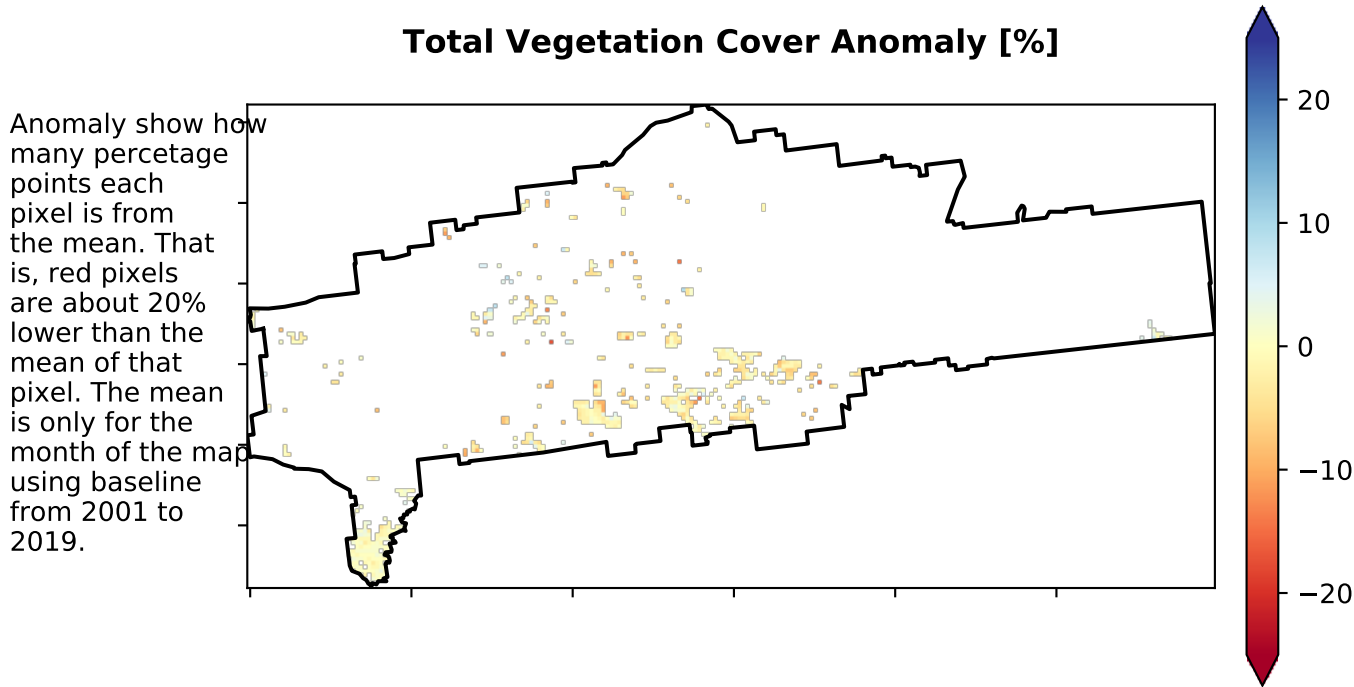 Total Vegetation Cover Anomaly [%]
Anomaly show how
many percetage
points each
pixel is from
the mean. That
is, red pixels
are about 20%
lower than the
mean of that
pixel. The mean
is only for the
month of the map
using baseline
from 2001 to
2019.
20
10
0
−10
−20